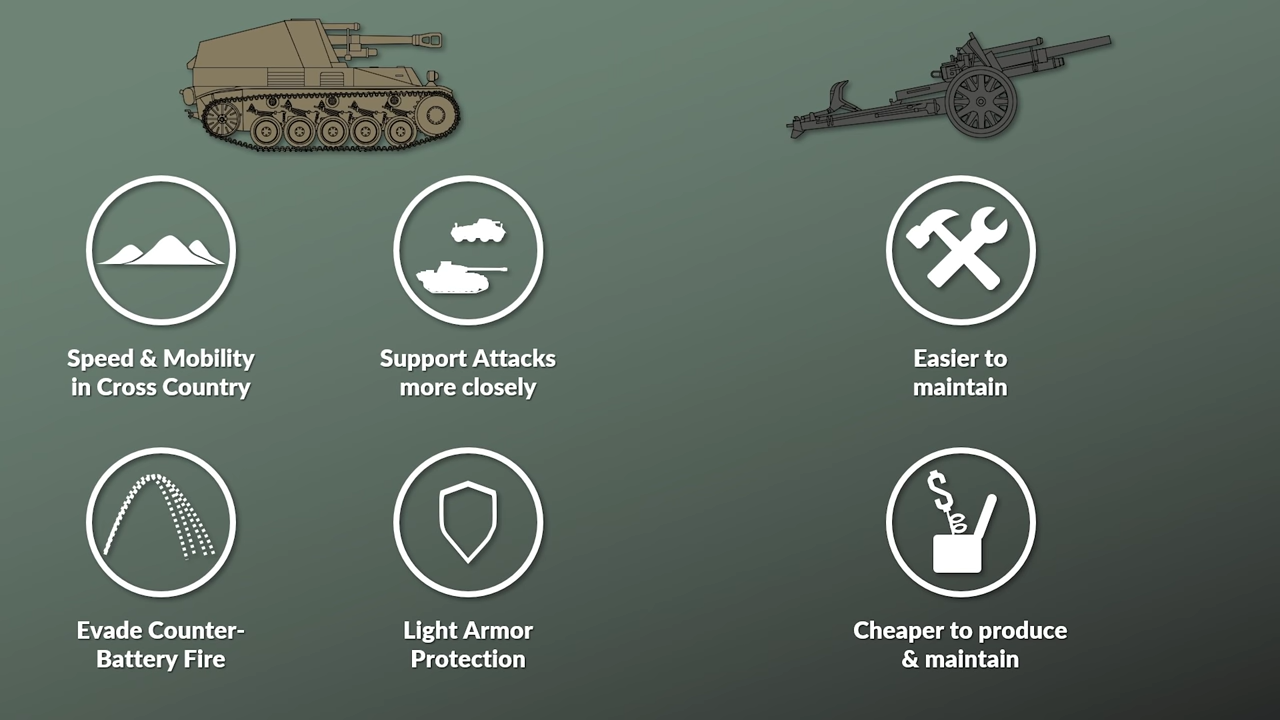 Speed & Mobility
in Cross Country
Support Attacks
more closely
Easier to
maintain
Evade Counter-
Battery Fire
Light Armor
Protection
Cheaper to produce
& maintain